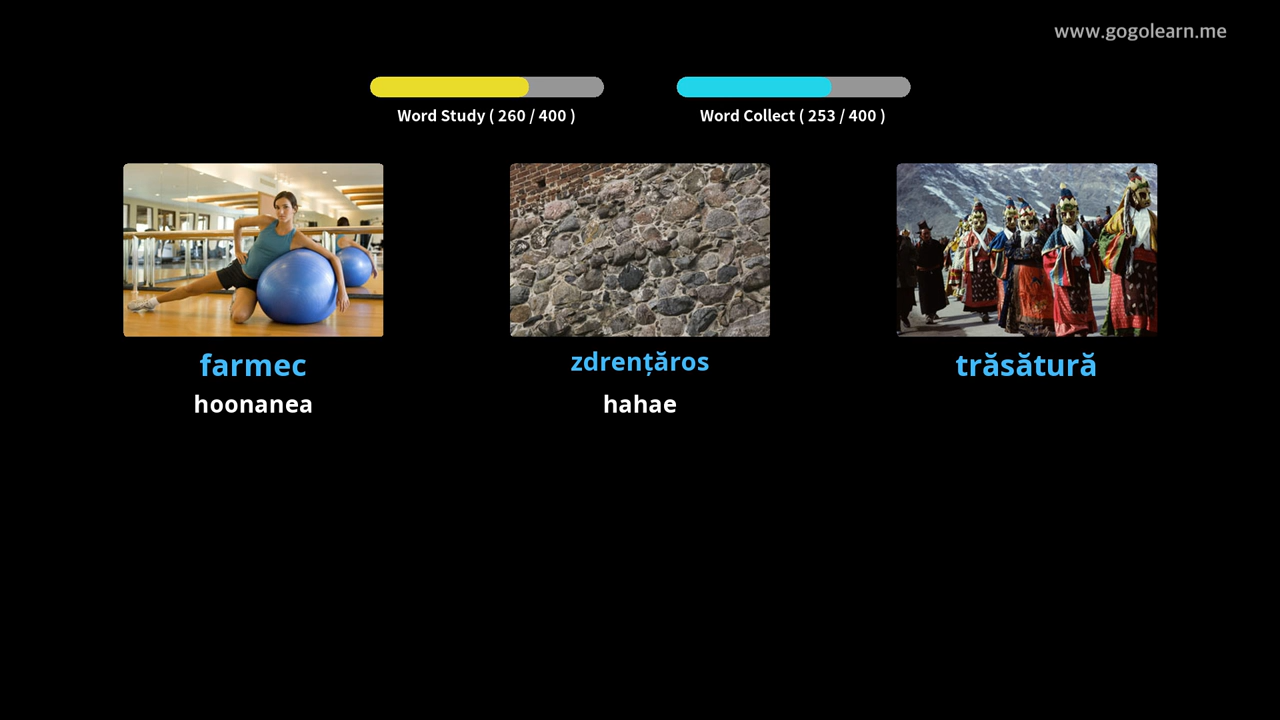 www.gogolearn.me
Word Study ( 260 / 400 )
Word Collect ( 253 / 400 )
farmec
zdrențăros
trăsătură
hoonanea
hahae